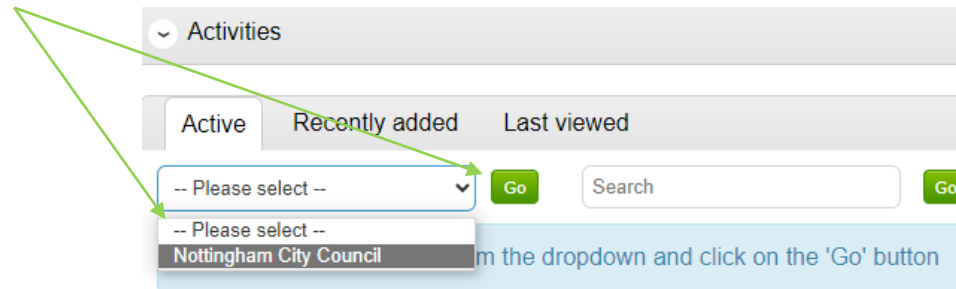 Activities
Active Recently added Last viewed
-- Please select -- Go Search Go
-- Please select --
Nottingham City Council
m the dropdown and click on the 'Go' button